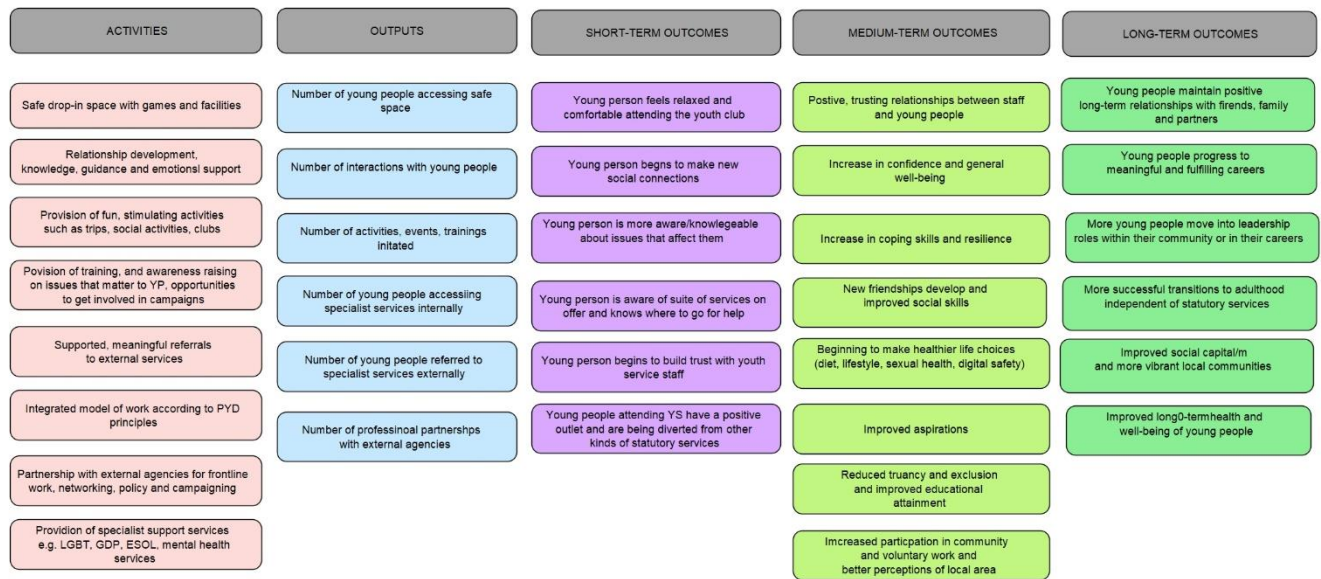 ACTIVITIES
OUTPUTS
SHORT-TERM OUTCOMES
MEDIUM-TERM OUTCOMES
LONG-TERM OUTCOMES
Safe drop-in space with games and facilities
Relationship development,
knowledge, guidance and emotionsl support
Provision of fun, stimulating activities
such as trips, social activities, clubs
Povision of training, and awareness raising
on issues that matter to YP, opportunities
to get involved in campaigns
Supported, meaningful referrals
to external services
Integrated model of work according to PYD
principles
Partnership with external agencies for frontline
work, networking, policy and campaigning
Providion of specialist support services
e.g. LGBT, GDP, ESOL, mental health
services
Number of young people accessing safe
space
Number of interactions with young people
Number of activities, events, trainings
initated
Number of young people accessiing
specialist services internally
Number of young people referred to
specialist services externally
Number of professinoal partnerhps
with external agencies
Young person feels relaxed and
comfortable attending the youth club
Young person begns to make new
social connections
Young person is more aware/knowlegeable
about issues that affect them
Young person is aware of suite of services on
offer and knows where to go for help
Young person begins to build trust with youth
service staff
Young people attending YS have a positive
outlet and are being diverted from other
kinds of statutory services
Postive, trusting relationships between staff
and young people
Increase in confidence and general
well-being
Increase in coping skills and resilience
New friendships develop and
improved social skills
Beginning to make healthier life choices
(diet, lifestyle, sexual health, digital safety)
Improved aspirations
Reduced truancy and exclusion
and improved educational
attainment
Imcreased particpation in community
and voluntary work and
better perceptions of local area
Young people maintain positive
long-term relationships with firends, family
and partners
Young people progress to
meaningful and fulfilling careers
More young people move into leadership
roles within their community or in their careers
More successful transitions to adulthood
independent of statutory services
Improved social capital/m
and more vibrant local communities
Improved long0-termhealth and
well-being of young people